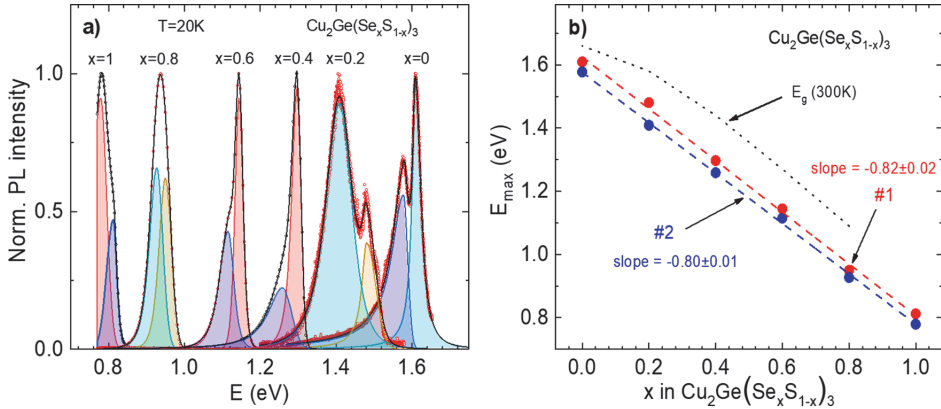 a)
T=20K
Cu₂Ge(SeₓS₁₋ₓ)₃
x=1
x=0.8
x=0.6
x=0.4
x=0.2
x=0
Norm. PL intensity
1.0
0.5
0.0
0.8
1.0
1.2
1.4
1.6
E (eV)
b)
Cu₂Ge(SeₓS₁₋ₓ)₃
E_g (300K)
slope = -0.82±0.02
#1
#2
slope = -0.80±0.01
E_max (eV)
1.6
1.4
1.2
1.0
0.8
0.0
0.2
0.4
0.6
0.8
1.0
x in Cu₂Ge(SeₓS₁₋ₓ)₃